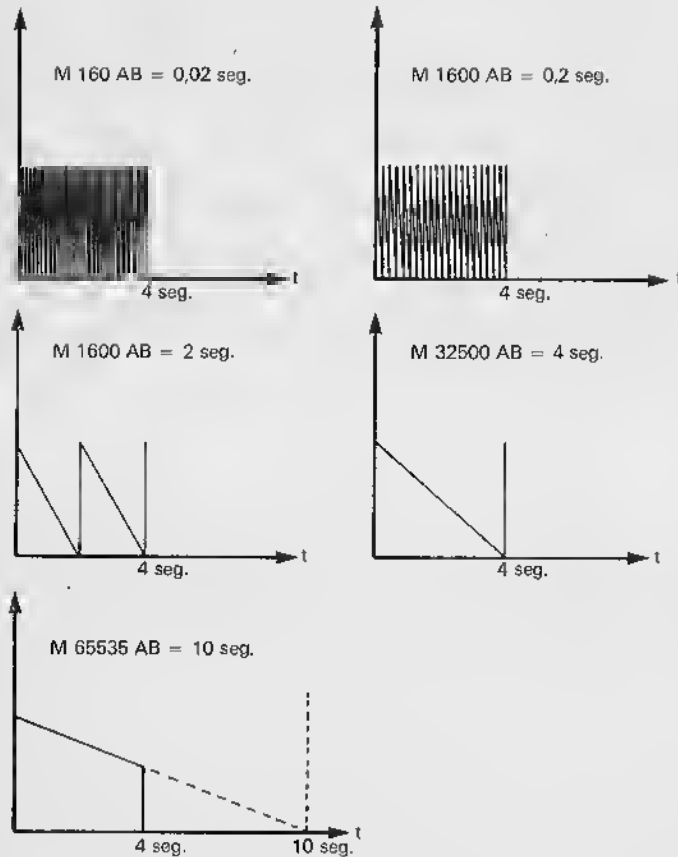 M 160 AB = 0,02 seg.
t
4 seg.
M 1600 AB = 0,2 seg.
t
4 seg.
M 1600 AB = 2 seg.
t
4 seg.
M 32500 AB = 4 seg.
t
4 seg.
M 65535 AB = 10 seg.
t
4 seg.
10 seg.